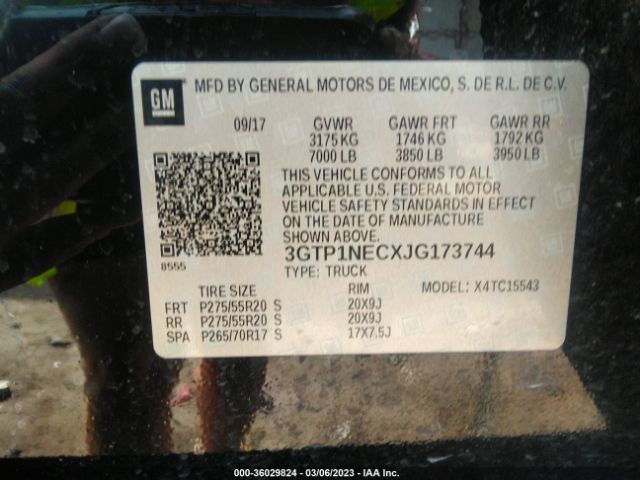 GM MFD BY GENERAL MOTORS DE MEXICO, S. DE R.L. DE C.V.
09/17 GVWR GAWR FRT GAWR RR
3175 KG 1746 KG 1792 KG
7000 LB 3850 LB 3950 LB
THIS VEHICLE CONFORMS TO ALL
APPLICABLE U.S. FEDERAL MOTOR
VEHICLE SAFETY STANDARDS IN EFFECT
ON THE DATE OF MANUFACTURE
SHOWN ABOVE.
8555
3GTP1NECXJG173744
TYPE: TRUCK
TIRE SIZE RIM MODEL: X4TC15543
FRT P275/55R20 S 20X9J
RR P275/55R20 S 20X9J
SPA P265/70R17 S 17X7.5J
000-36029824 - 03/06/2023 - IAA Inc.